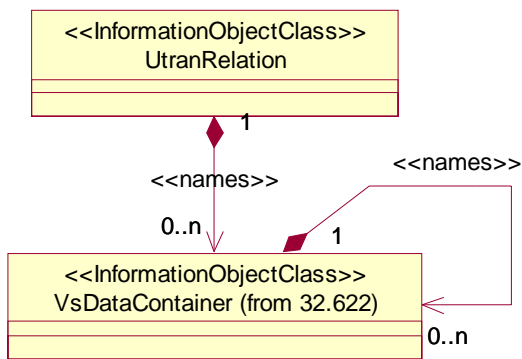 <<InformationObjectClass>>
UtranRelation
1
<<names>>
<<names>>
0..n
1
<<InformationObjectClass>>
VsDataContainer (from 32.622)
0..n